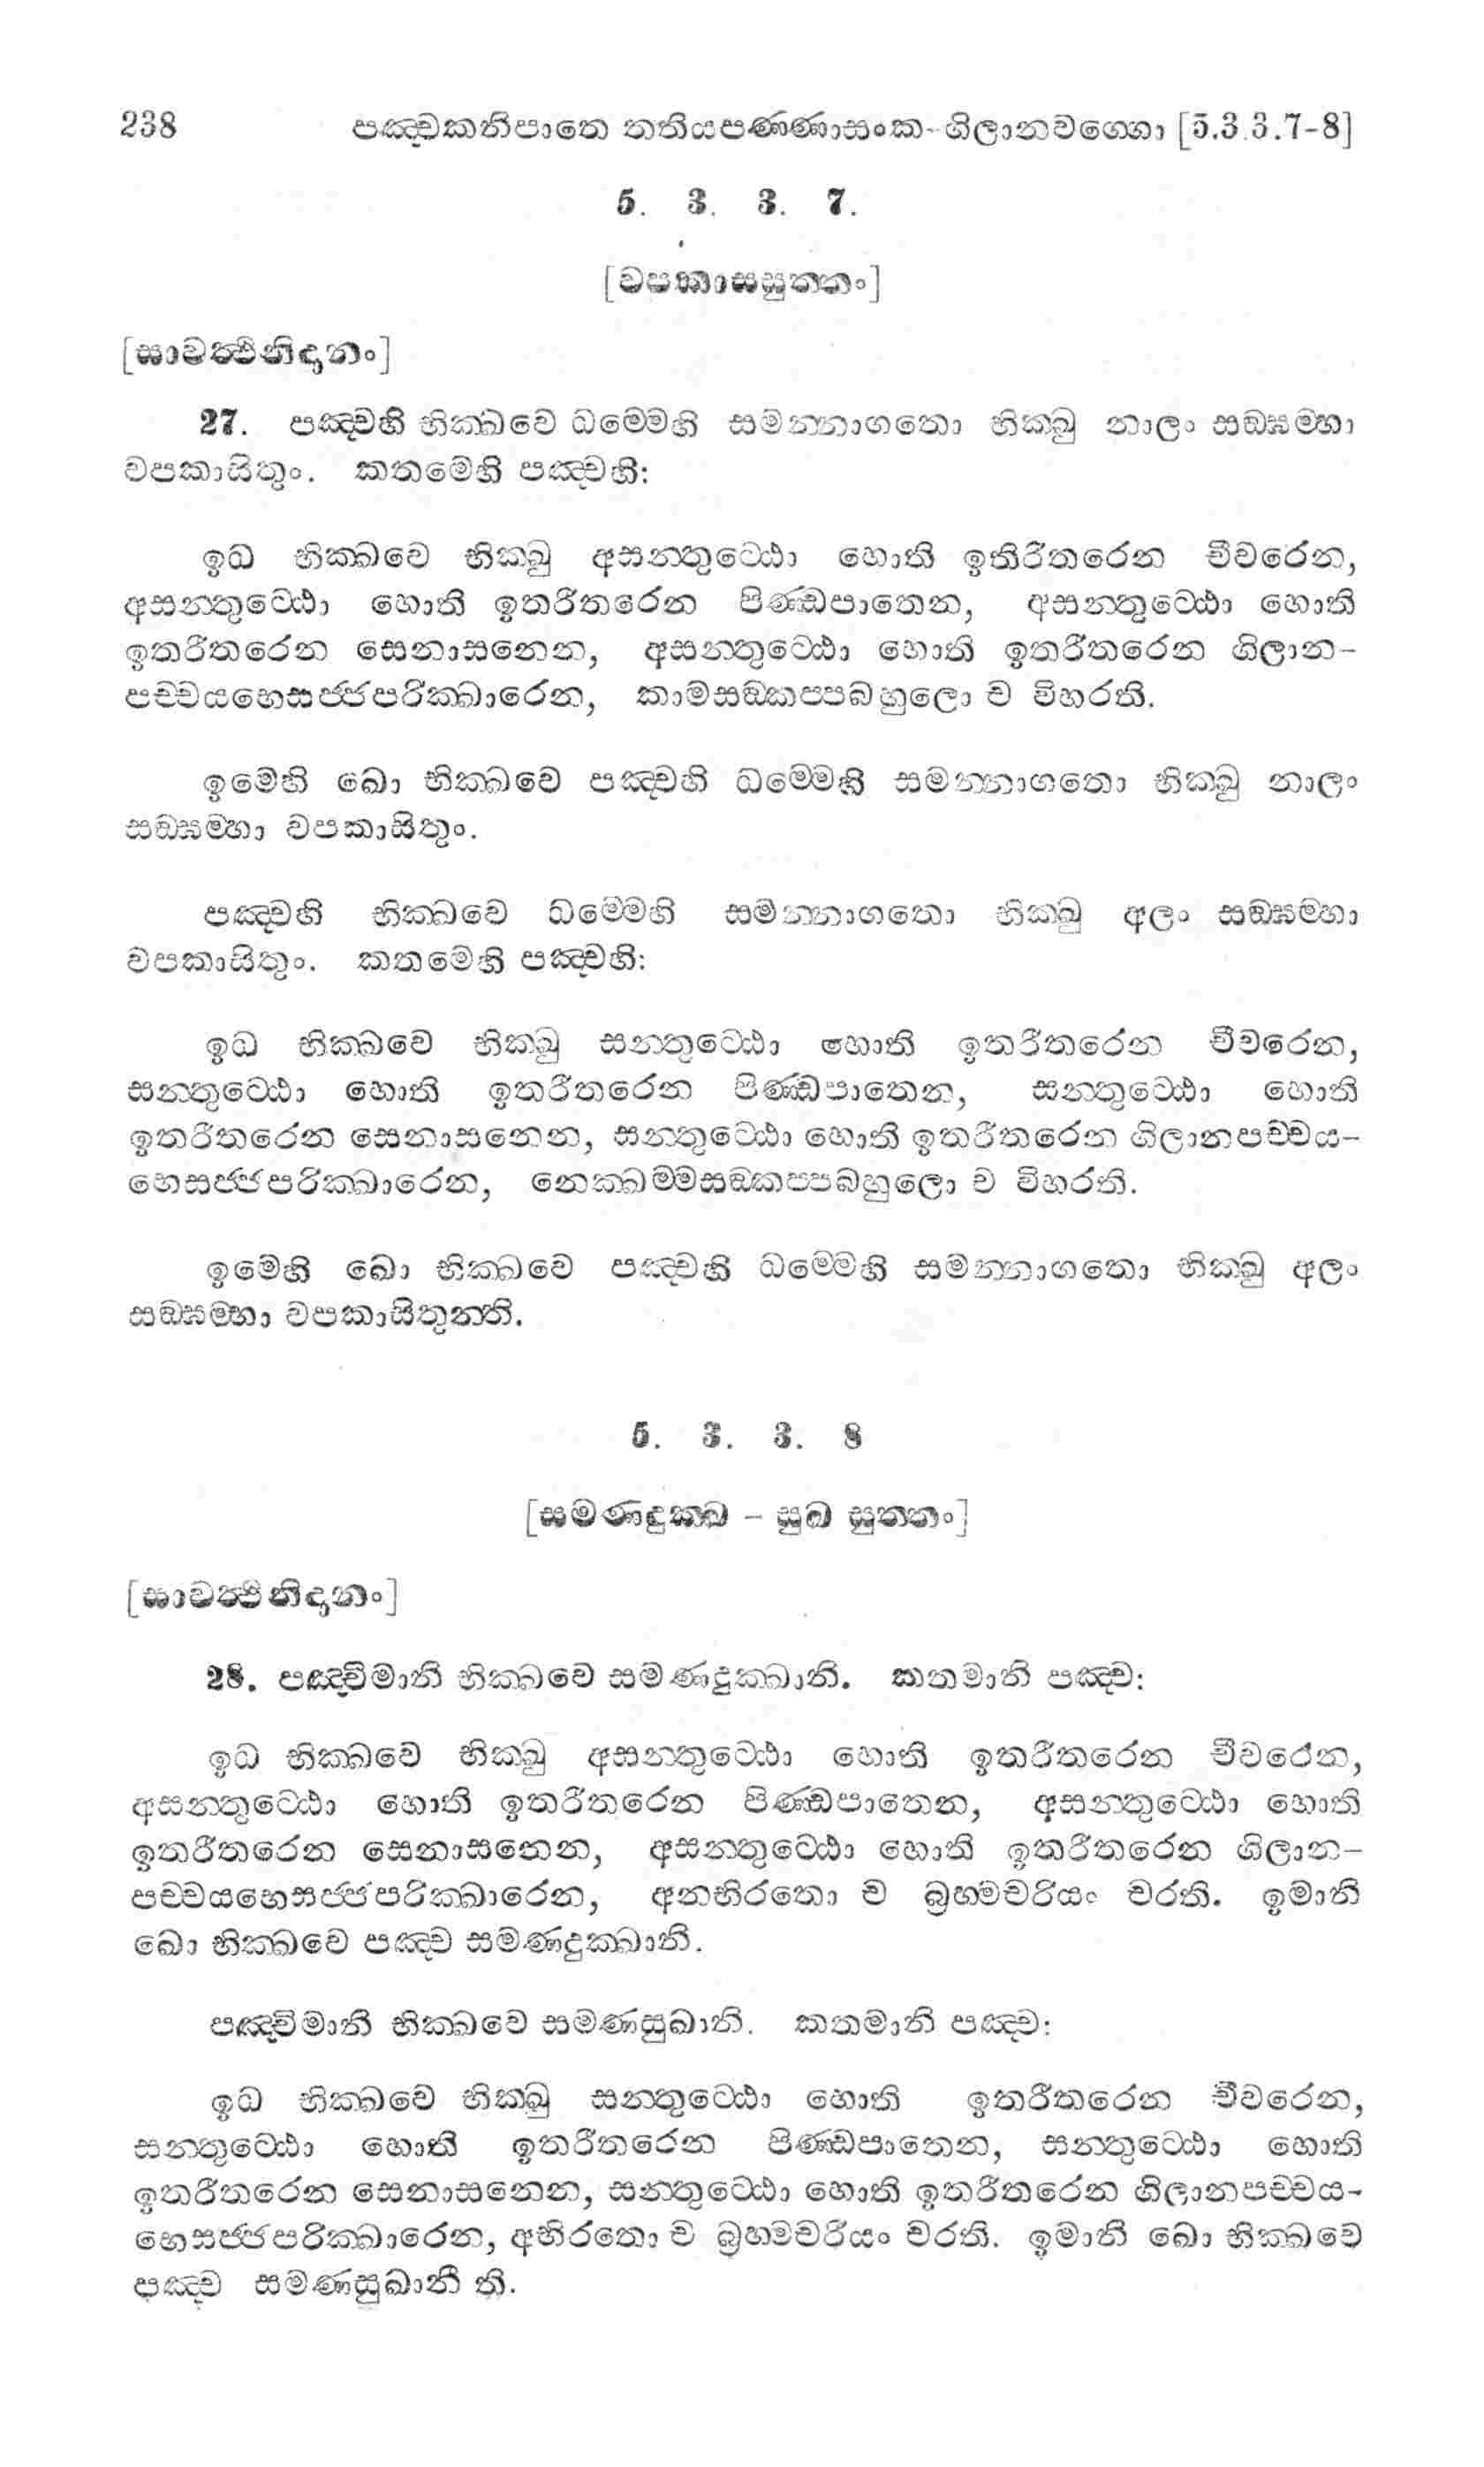 238 පඤ්චකනිපාතෙ තතියපණ්ණාසංක-ගිලානවග්ගො [5.3.3.7-8]
5. 3. 3. 7.
[වපකාසසුත්තං]
[සාවත්ථිනිදානං]
27. පඤ්චහි භික්ඛවෙ ධම්මෙහි සමන්නාගතො භික්ඛු නාලං සඞ්ඝම්හා
වපකාසිතුං. කතමෙහි පඤ්චහි:
ඉධ භික්ඛවෙ භික්ඛු අසන්තුට්ඨො හොති ඉතිරීතරෙන චීවරෙන,
අසන්තුට්ඨො හොති ඉතරීතරෙන පිණ්ඩපාතෙන, අසන්තුට්ඨො හොති
ඉතරීතරෙන සෙනාසනෙන, අසන්තුට්ඨො හොති ඉතරීතරෙන ගිලාන-
පච්චයභෙසජ්ජපරික්ඛාරෙන, කාමසඞ්කප්පබහුලො ච විහරති.
ඉමෙහි ඛො භික්ඛවෙ පඤ්චහි ධම්මෙහි සමන්නාගතො භික්ඛු නාලං
සඞ්ඝම්හා වපකාසිතුං.
පඤ්චහි භික්ඛවෙ ධම්මෙහි සමන්නාගතො භික්ඛු අලං සඞ්ඝම්හා
වපකාසිතුං. කතමෙහි පඤ්චහි:
ඉධ භික්ඛවෙ භික්ඛු සන්තුට්ඨො හොති ඉතරීතරෙන චීවරෙන,
සන්තුට්ඨො හොති ඉතරීතරෙන පිණ්ඩපාතෙන, සන්තුට්ඨො හොති
ඉතරීතරෙන සෙනාසනෙන, සන්තුට්ඨො හොති ඉතරීතරෙන ගිලානපච්චය-
භෙසජ්ජපරික්ඛාරෙන, නෙක්ඛම්මසඞ්කප්පබහුලො ච විහරති.
ඉමෙහි ඛො භික්ඛවෙ පඤ්චහි ධම්මෙහි සමන්නාගතො භික්ඛු අලං
සඞ්ඝම්හා වපකාසිතුන්ති.
5. 3. 3. 8
[සමණදුක්ඛ - සුඛ සුත්තං]
[සාවත්ථිනිදානං]
28. පඤ්චිමානි භික්ඛවෙ සමණදුක්ඛානි. කතමානි පඤ්ච:
ඉධ භික්ඛවෙ භික්ඛු අසන්තුට්ඨො හොති ඉතරීතරෙන චීවරෙන,
අසන්තුට්ඨො හොති ඉතරීතරෙන පිණ්ඩපාතෙන, අසන්තුට්ඨො හොති
ඉතරීතරෙන සෙනාසනෙන, අසන්තුට්ඨො හොති ඉතරීතරෙන ගිලාන-
පච්චයභෙසජ්ජපරික්ඛාරෙන, අනභිරතො ච බ්‍රහ්මචරියං චරති. ඉමානි
ඛො භික්ඛවෙ පඤ්ච සමණදුක්ඛානි.
පඤ්චිමානි භික්ඛවෙ සමණසුඛානි. කතමානි පඤ්ච:
ඉධ භික්ඛවෙ භික්ඛු සන්තුට්ඨො හොති ඉතරීතරෙන චීවරෙන,
සන්තුට්ඨො හොති ඉතරීතරෙන පිණ්ඩපාතෙන, සන්තුට්ඨො හොති
ඉතරීතරෙන සෙනාසනෙන, සන්තුට්ඨො හොති ඉතරීතරෙන ගිලානපච්චය-
භෙසජ්ජපරික්ඛාරෙන, අභිරතො ච බ්‍රහ්මචරියං චරති. ඉමානි ඛො භික්ඛවෙ
පඤ්ච සමණසුඛානී ති.